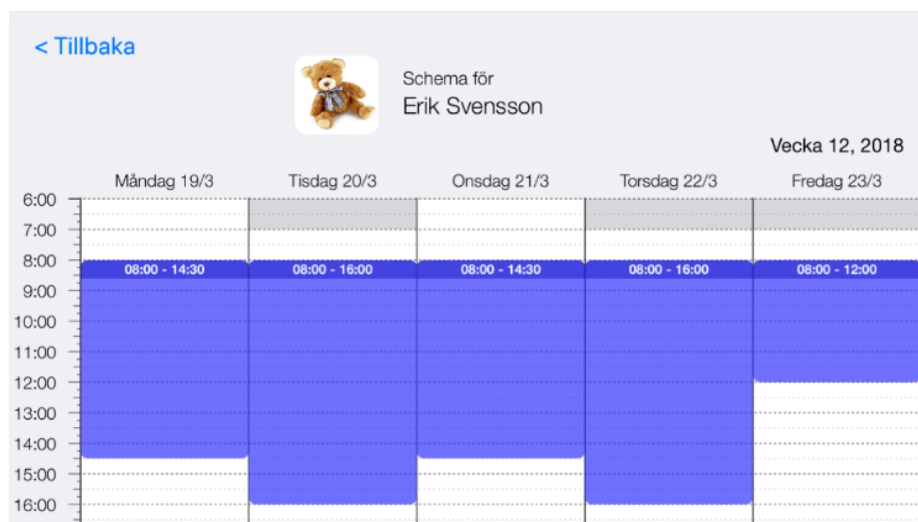 < Tillbaka
Schema för
Erik Svensson
Vecka 12, 2018
Måndag 19/3 Tisdag 20/3 Onsdag 21/3 Torsdag 22/3 Fredag 23/3
6:00
7:00
8:00 08:00 - 14:30 08:00 - 16:00 08:00 - 14:30 08:00 - 16:00 08:00 - 12:00
9:00
10:00
11:00
12:00
13:00
14:00
15:00
16:00